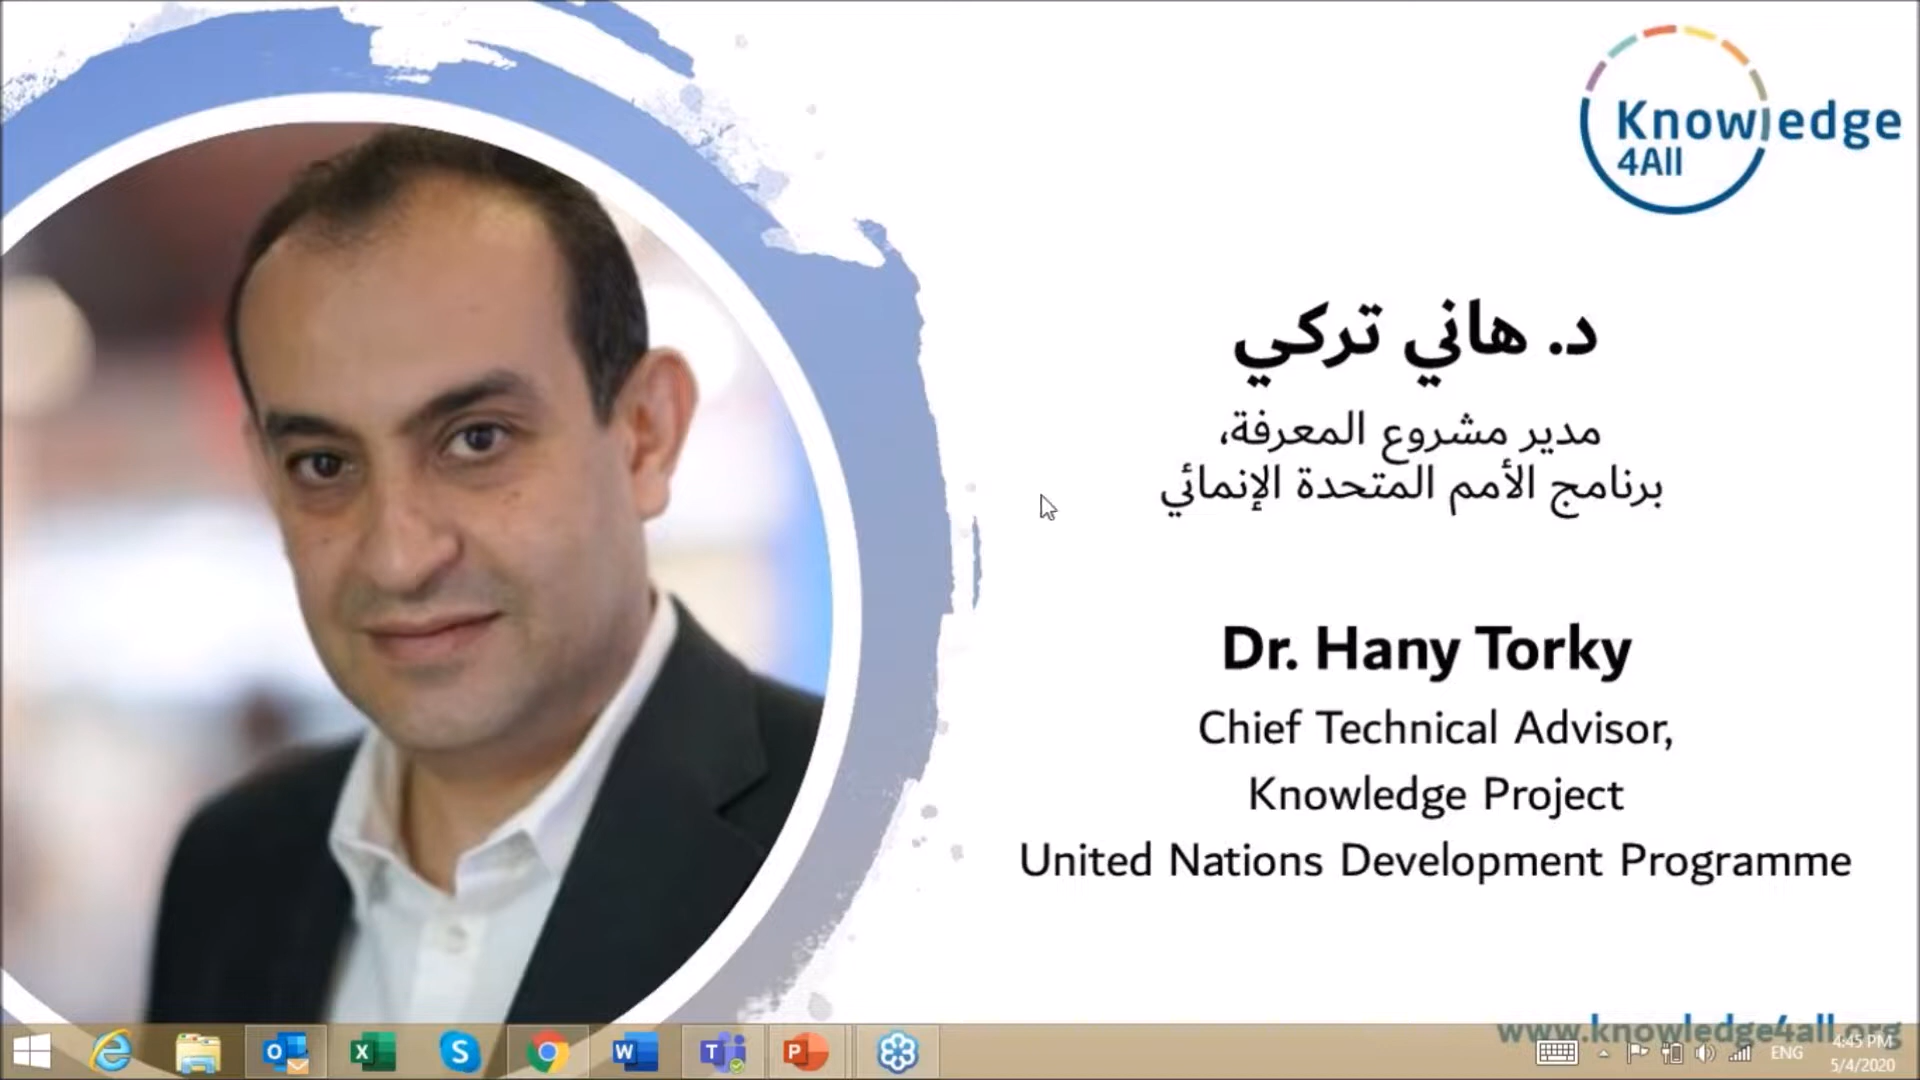 Knowledge
4All
د. هاني تركي
مدير مشروع المعرفة،
برنامج الأمم المتحدة الإنمائي
Dr. Hany Torky
Chief Technical Advisor,
Knowledge Project
United Nations Development Programme
www.knowledge4all.org
ENG
4:45 PM
5/4/2020